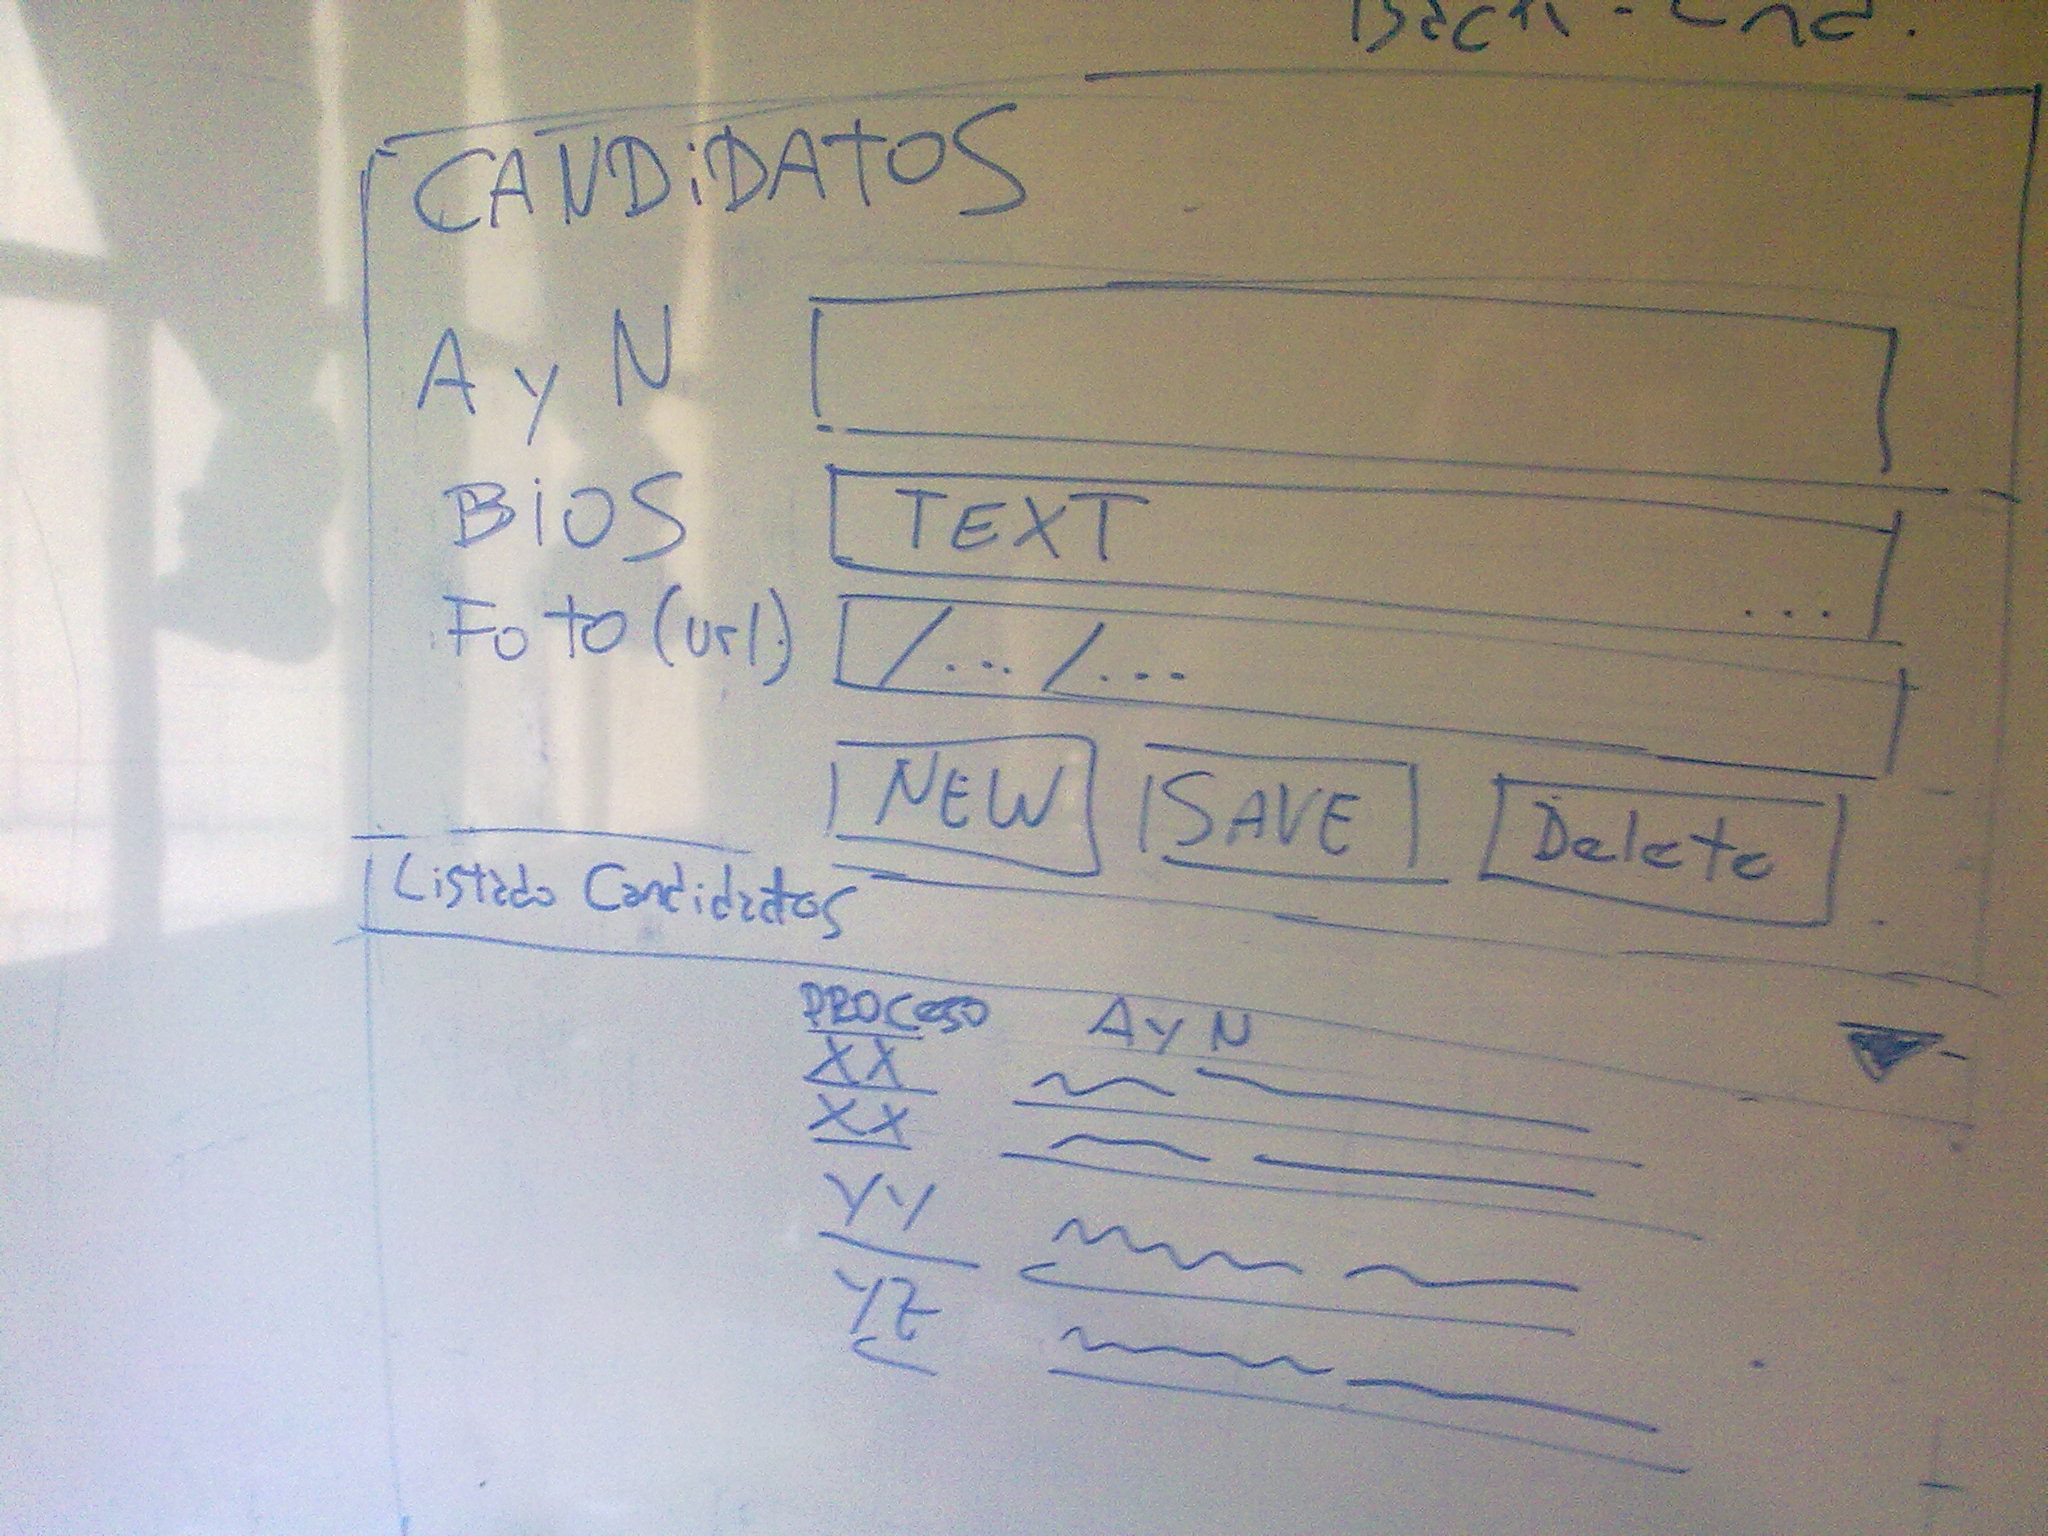 Back-End.
CANDiDATOS
A y N
BiOS TEXT ...
Foto (url) /... /...
NEW SAVE Delete
Listado Candidatos
PROCeso A y N
XX
XX
YY
YZ